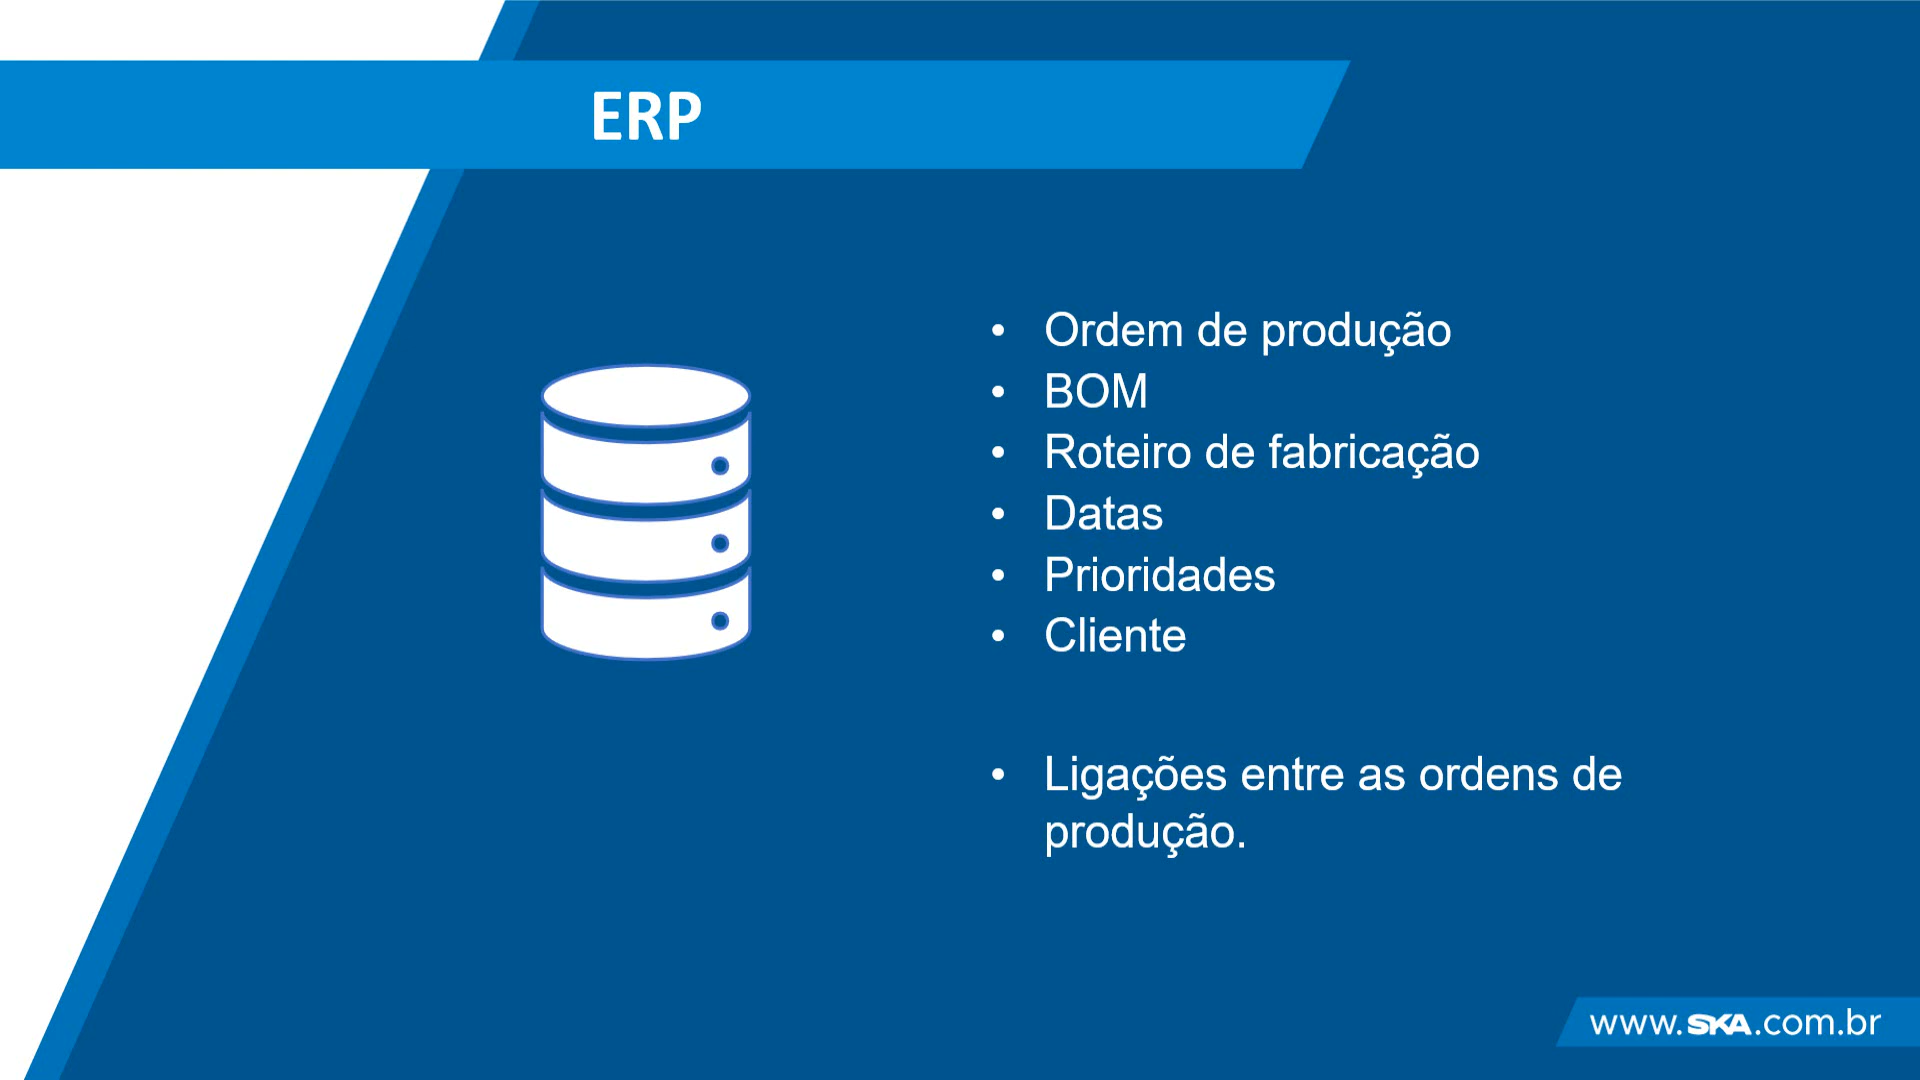 ERP
• Ordem de produção
• BOM
• Roteiro de fabricação
• Datas
• Prioridades
• Cliente
• Ligações entre as ordens de
produção.
www.SKA.com.br